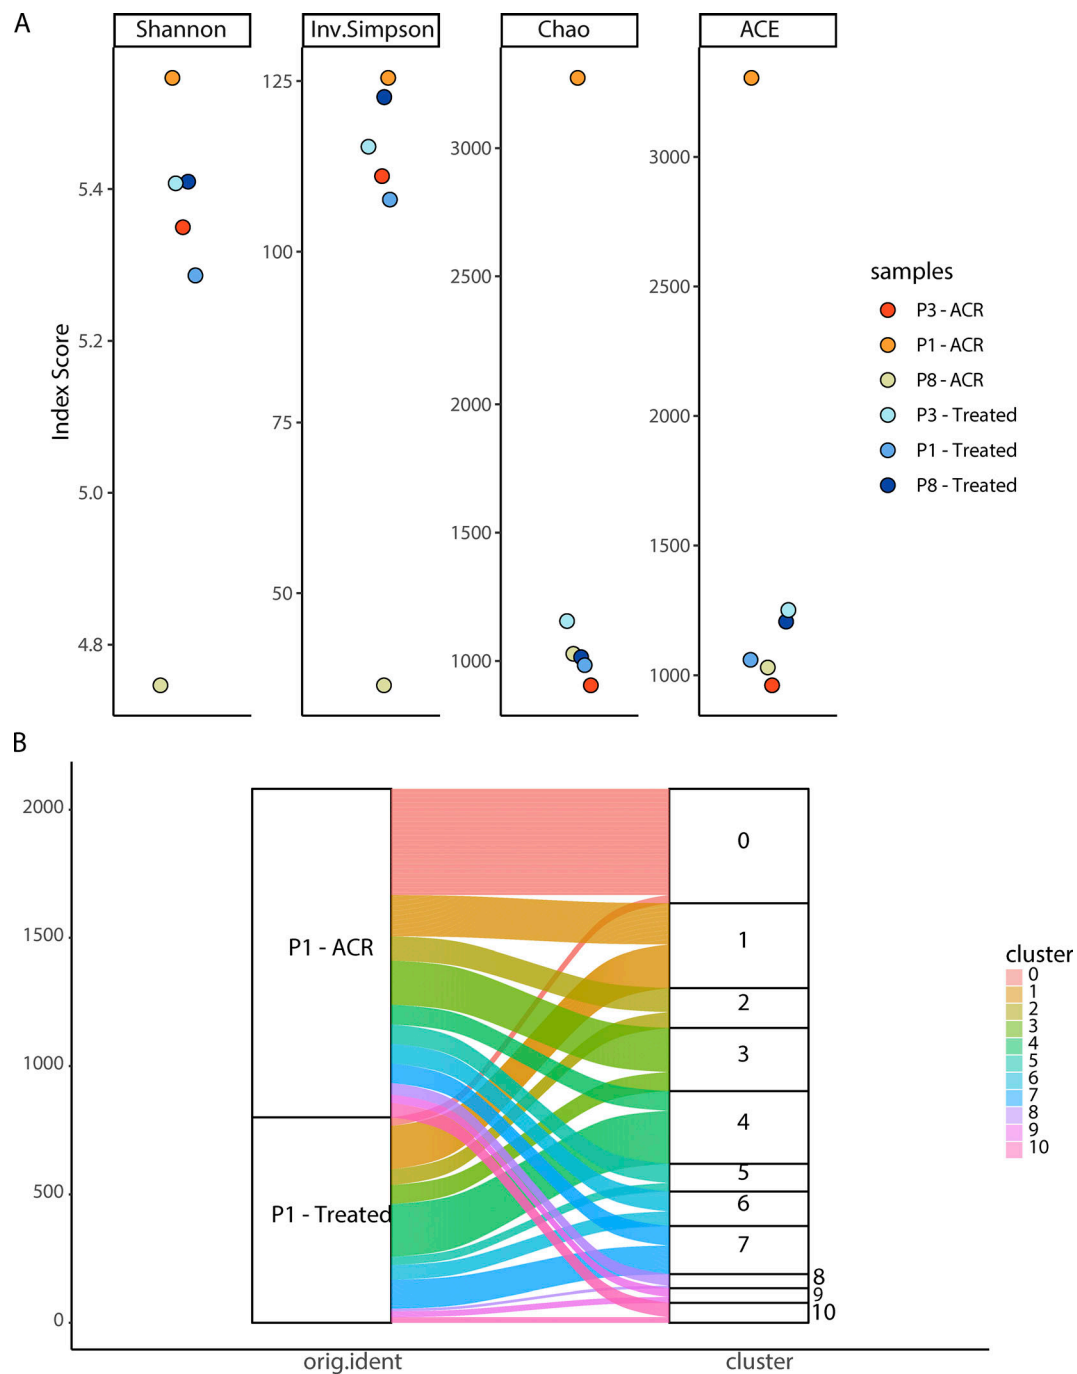 A
Shannon
Inv.Simpson
Chao
ACE
Index Score
5.4
5.2
5.0
4.8
125
100
75
50
3000
2500
2000
1500
1000
3000
2500
2000
1500
1000
samples
P3 - ACR
P1 - ACR
P8 - ACR
P3 - Treated
P1 - Treated
P8 - Treated
B
2000
1500
1000
500
0
P1 - ACR
P1 - Treated
0
1
2
3
4
5
6
7
8
9
10
orig.ident
cluster
cluster
0
1
2
3
4
5
6
7
8
9
10